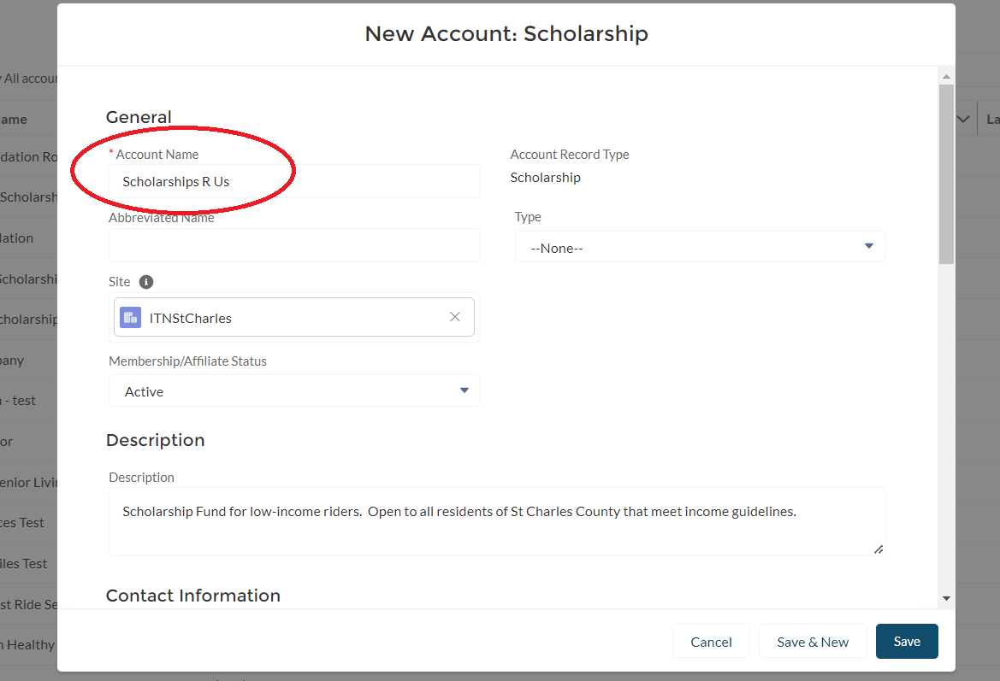 New Account: Scholarship
All accou
ame
La
General
* Account Name
Account Record Type
Scholarships R Us
Scholarship
Abbreviated Name
Type
--None--
Site
ITNStCharles
Membership/Affiliate Status
Active
Description
Description
Scholarship Fund for low-income riders.  Open to all residents of St Charles County that meet income guidelines.
Contact Information
Cancel
Save & New
Save
dation Ro
Scholarsh
dation
Scholarshi
cholarship
pany
- test
or
enior Livi
ces Test
iles Test
st Ride Se
n Healthy